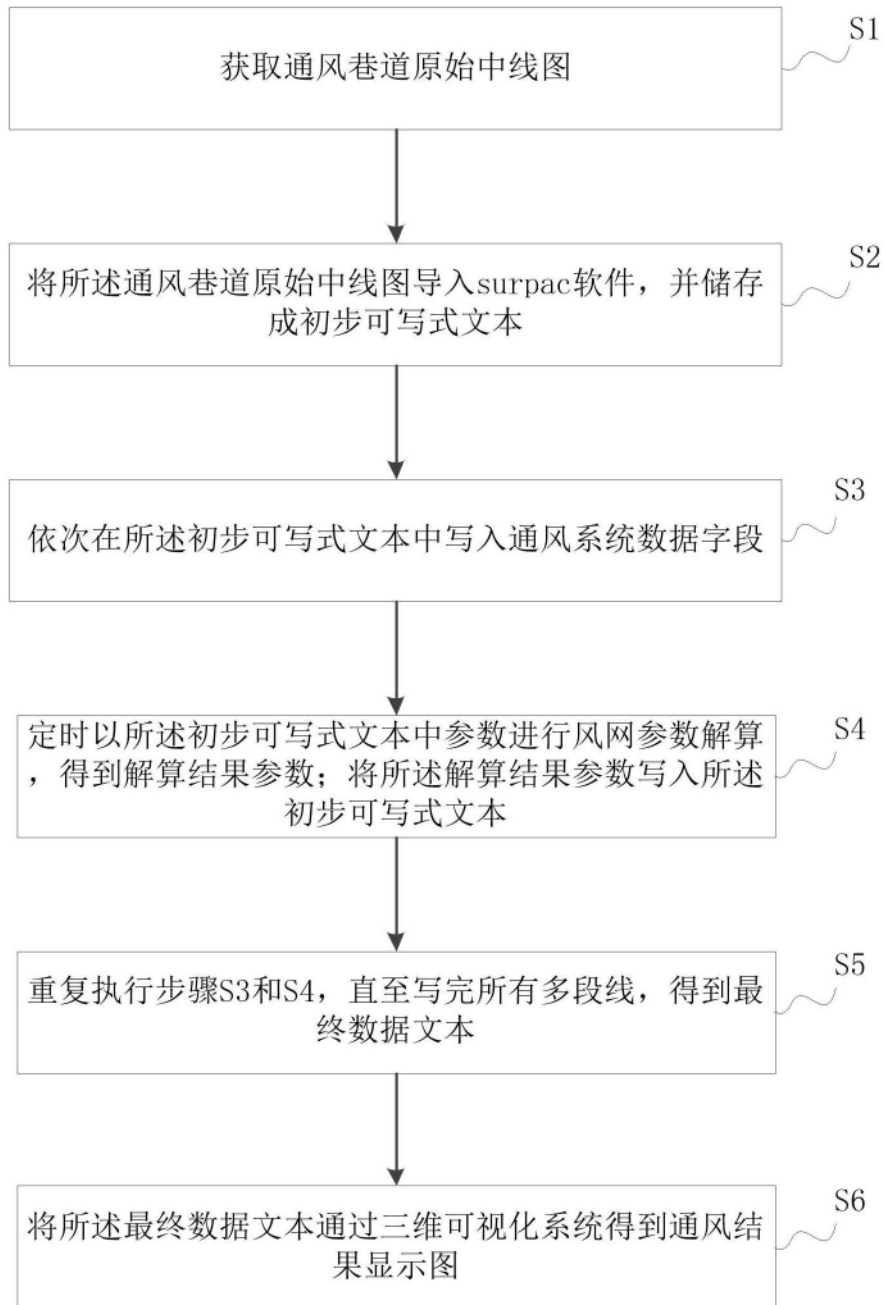 S1
获取通风巷道原始中线图
S2
将所述通风巷道原始中线图导入surpac软件，并储存
成初步可写式文本
S3
依次在所述初步可写式文本中写入通风系统数据字段
S4
定时以所述初步可写式文本中参数进行风网参数解算
，得到解算结果参数；将所述解算结果参数写入所述
初步可写式文本
S5
重复执行步骤S3和S4，直至写完所有多段线，得到最
终数据文本
S6
将所述最终数据文本通过三维可视化系统得到通风结
果显示图